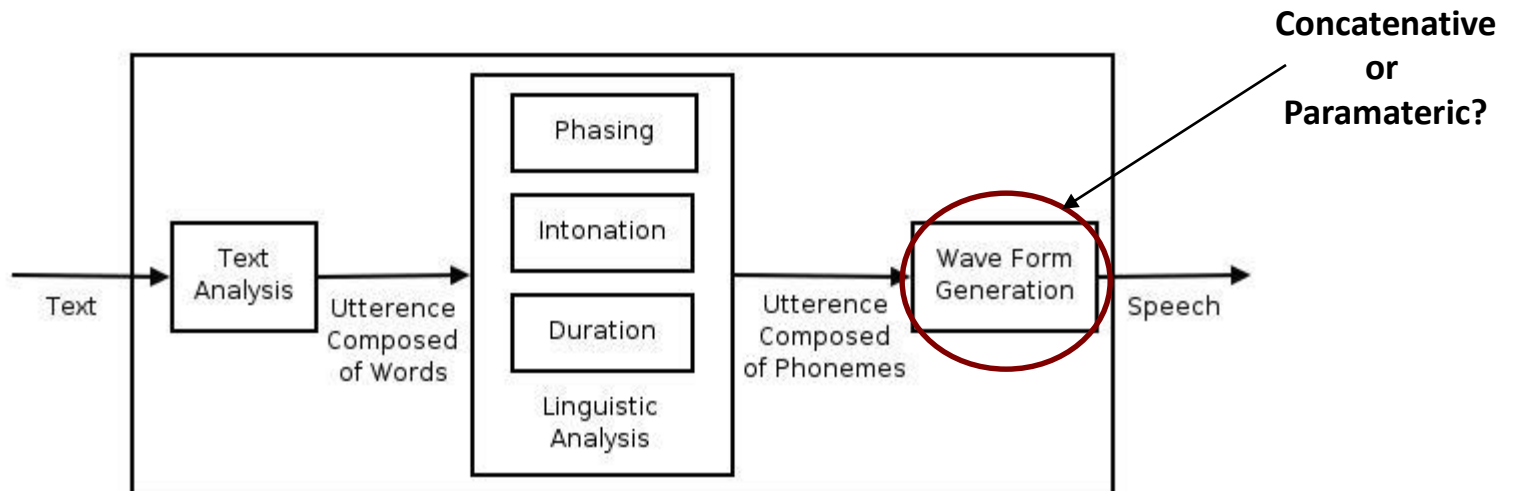 Concatenative
or
Paramateric?
Text
Text
Analysis
Utterence
Composed
of Words
Phasing
Intonation
Duration
Linguistic
Analysis
Utterence
Composed
of Phonemes
Wave Form
Generation
Speech